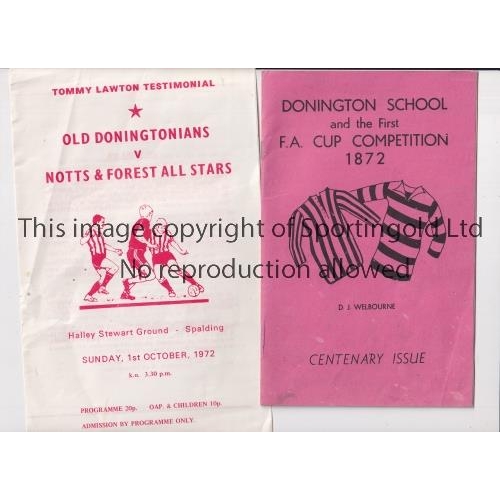 TOMMY LAWTON TESTIMONIAL
OLD DONINGTONIANS
v
NOTTS & FOREST ALL STARS
Halley Stewart Ground - Spalding
SUNDAY, 1st OCTOBER, 1972
k.o. 3.30 p.m.
PROGRAMME 20p. OAP. & CHILDREN 10p.
ADMISSION BY PROGRAMME ONLY
DONINGTON SCHOOL
and the First
F.A. CUP COMPETITION
1872
D. J. WELBOURNE
CENTENARY ISSUE
This image copyright of Sportingold Ltd
No reproduction allowed